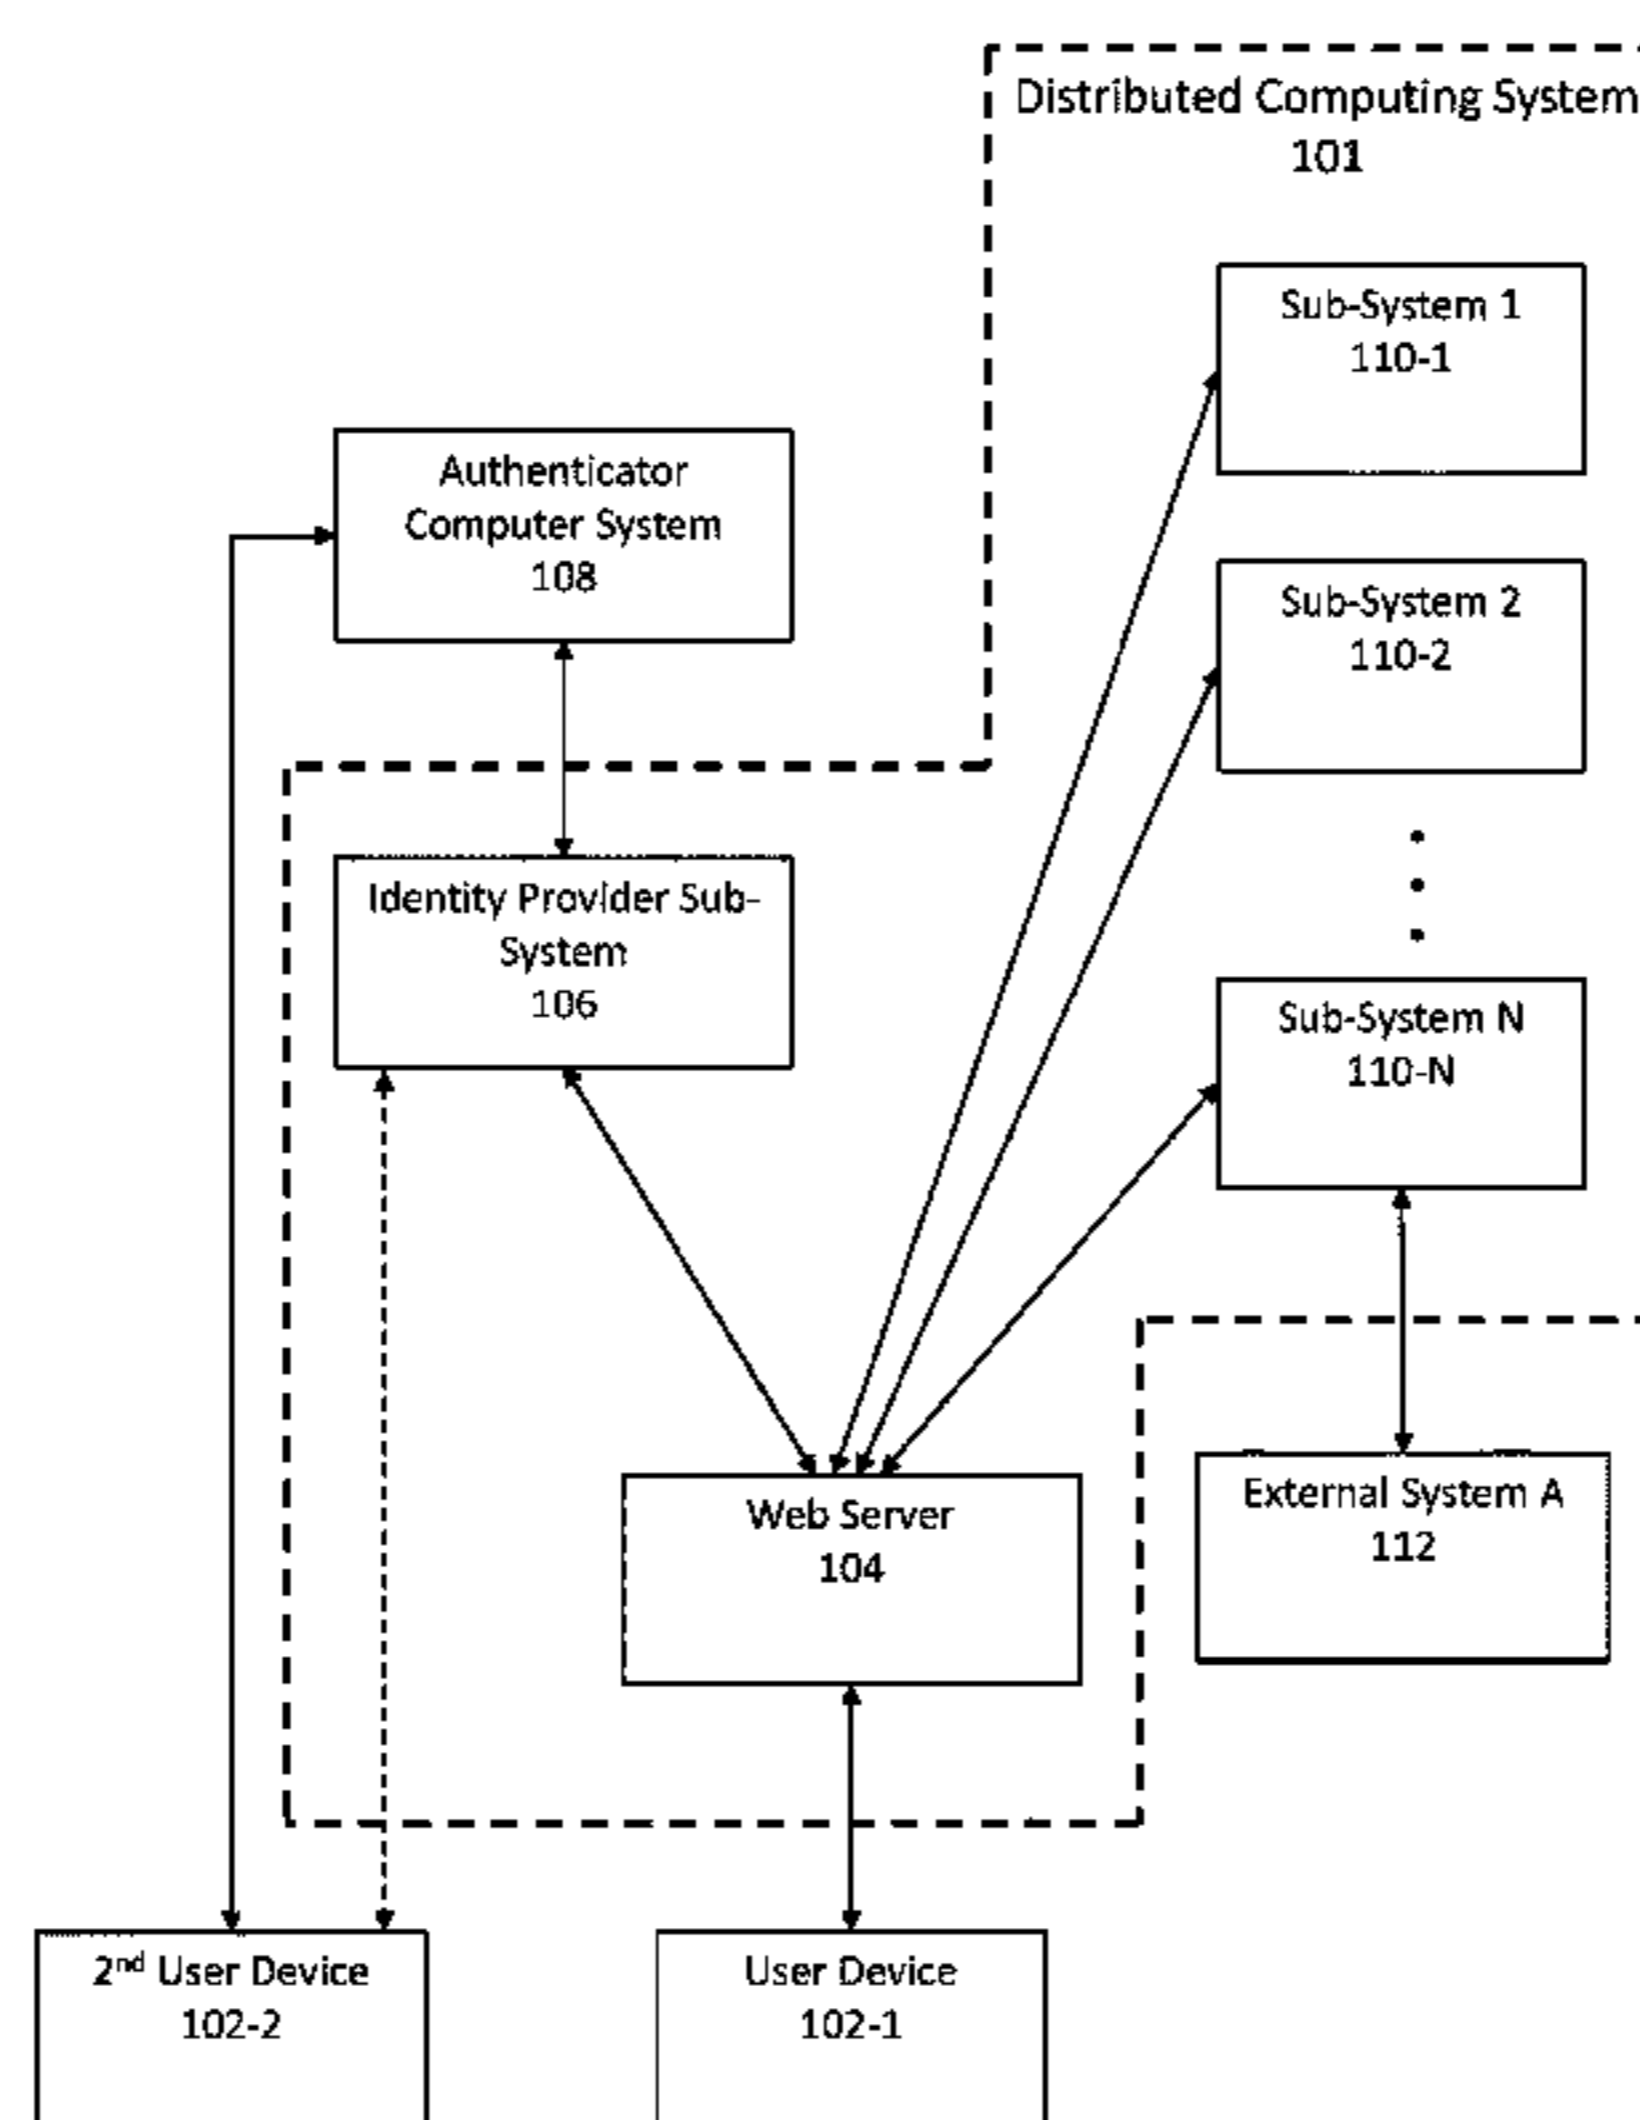 Distributed Computing System
101
Sub-System 1
110-1
Authenticator
Computer System
108
Sub-System 2
110-2
Identity Provider Sub-
System
106
Sub-System N
110-N
Web Server
104
External System A
112
2nd User Device
102-2
User Device
102-1